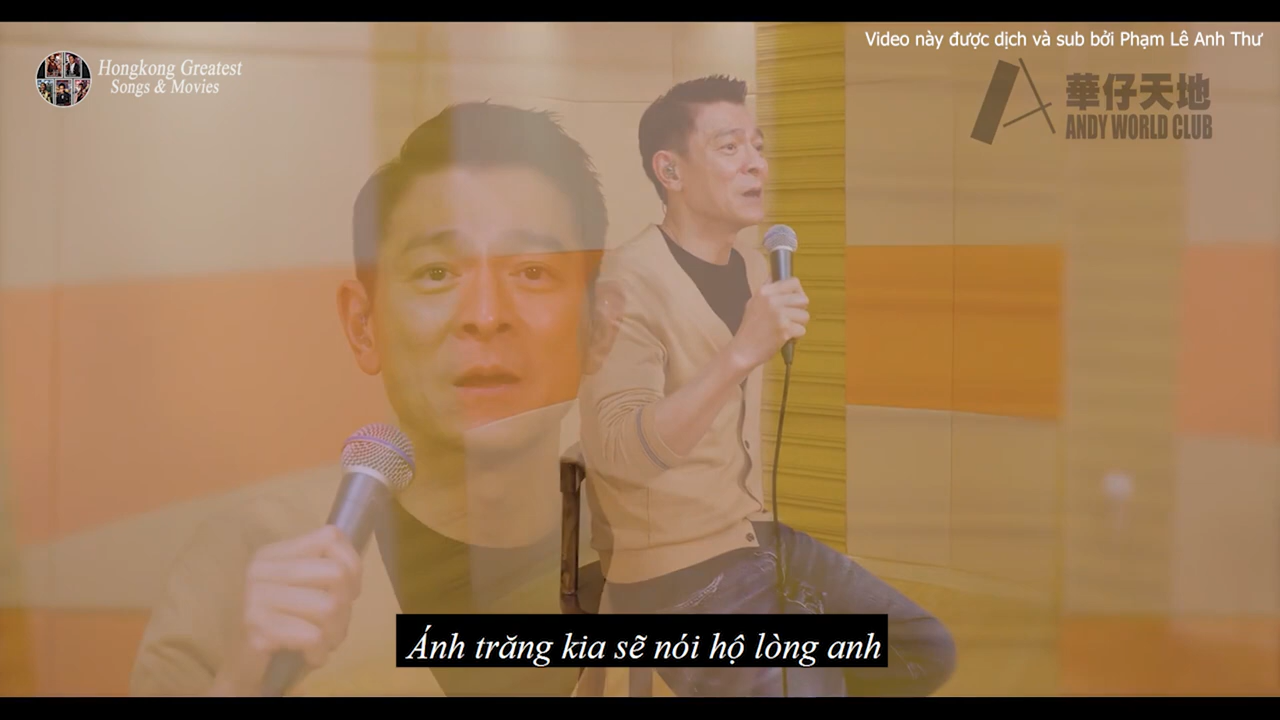 Video này được dịch và sub bởi Phạm Lê Anh Thư
Hongkong Greatest
Songs & Movies
華仔天地
ANDY WORLD CLUB
Ánh trăng kia sẽ nói hộ lòng anh